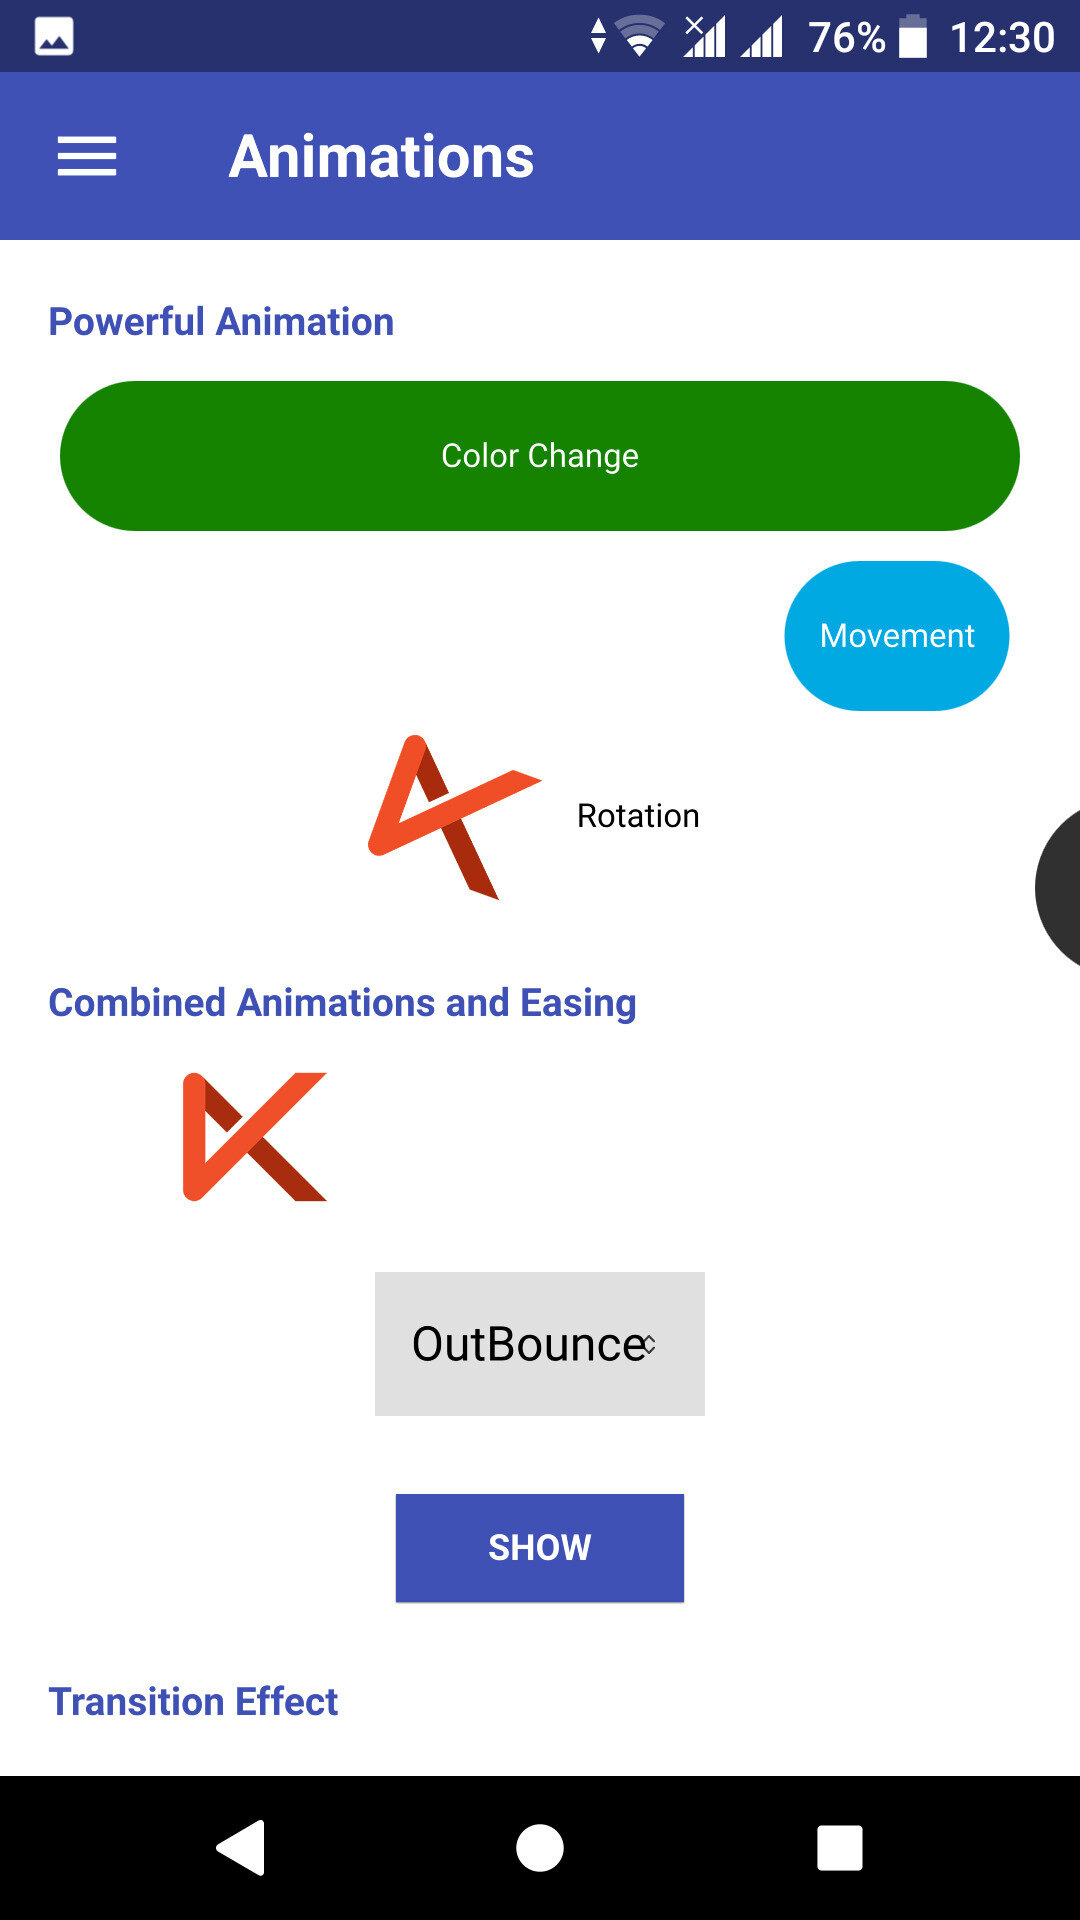 76% 12:30
Animations
Powerful Animation
Color Change
Movement
Rotation
Combined Animations and Easing
OutBounce
SHOW
Transition Effect